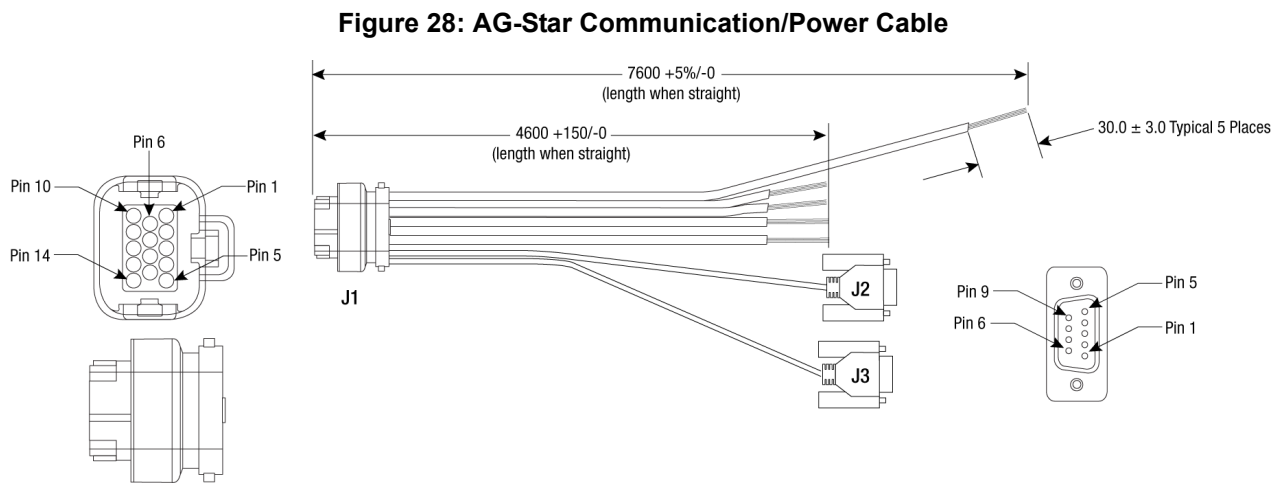 Figure 28: AG-Star Communication/Power Cable
7600 +5%/-0
(length when straight)
4600 +150/-0
(length when straight)
30.0 ± 3.0 Typical 5 Places
Pin 6
Pin 10
Pin 1
Pin 14
Pin 5
J1
J2
J3
Pin 9
Pin 5
Pin 6
Pin 1